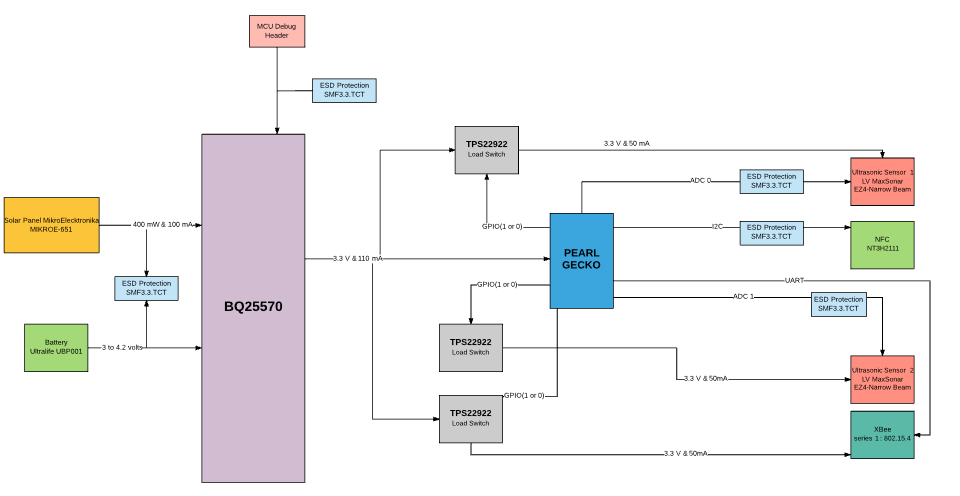 MCU Debug
Header
ESD Protection
SMF3.3.TCT
TPS22922
Load Switch
3.3 V & 50 mA
Ultrasonic Sensor 1
LV MaxSonar
EZ4-Narrow Beam
ADC 0
ESD Protection
SMF3.3.TCT
Solar Panel MikroElecktronika
MIKROE-651
400 mW & 100 mA
GPIO(1 or 0)
I2C
ESD Protection
SMF3.3.TCT
NFC
NT3H2111
PEARL
GECKO
3.3 V & 110 mA
ESD Protection
SMF3.3.TCT
BQ25570
GPIO(1 or 0)
UART
ADC 1
ESD Protection
SMF3.3.TCT
Battery
Ultralife UBP001
3 to 4.2 volts
TPS22922
Load Switch
3.3 V & 50mA
Ultrasonic Sensor 2
LV MaxSonar
EZ4-Narrow Beam
GPIO(1 or 0)
TPS22922
Load Switch
XBee
series 1: 802.15.4
3.3 V & 50mA